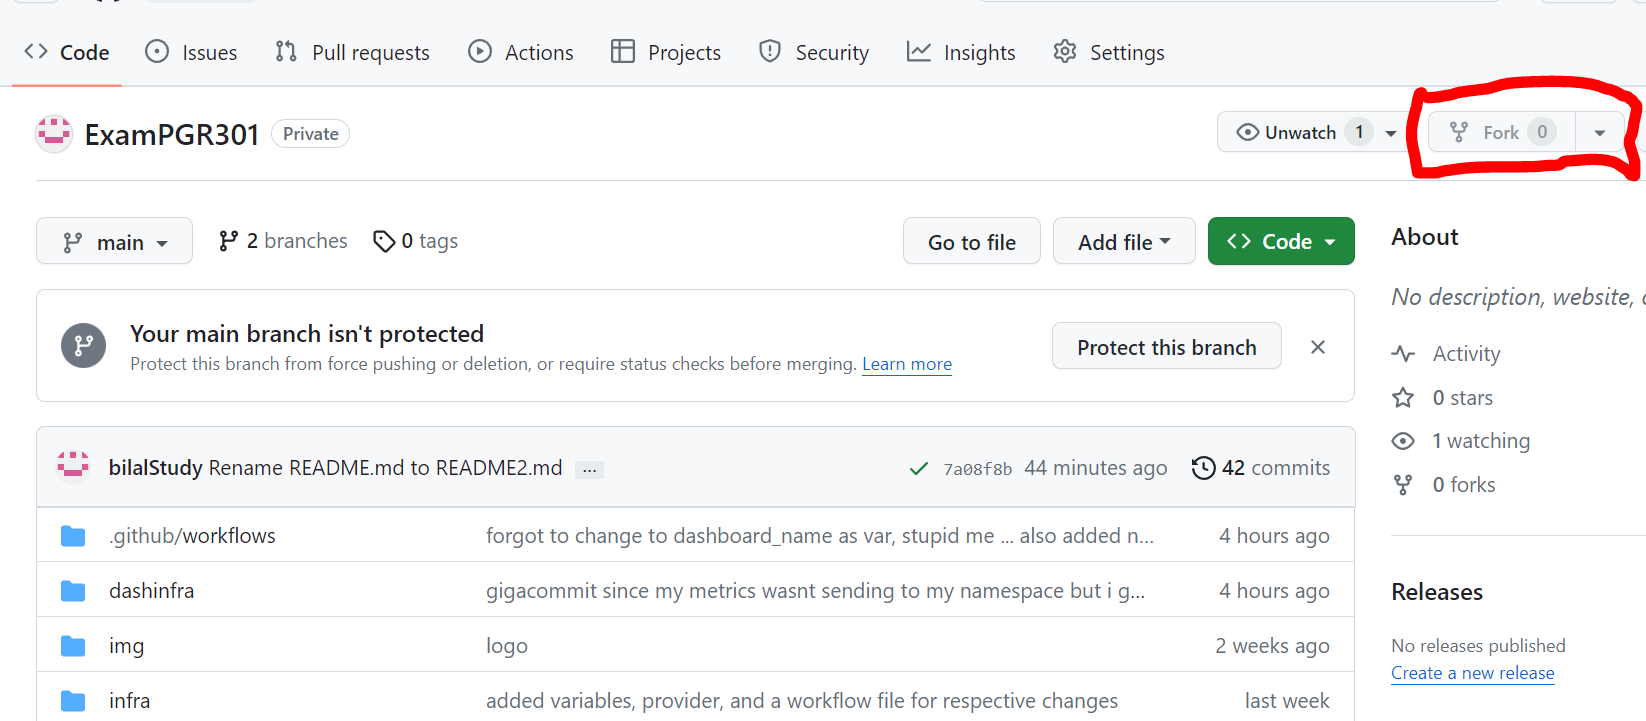 Code Issues Pull requests Actions Projects Security Insights Settings
ExamPGR301 Private Unwatch 1 Fork 0
main 2 branches 0 tags Go to file Add file Code
About
No description, website,
Your main branch isn't protected
Protect this branch from force pushing or deletion, or require status checks before merging. Learn more
Protect this branch
Activity
0 stars
1 watching
0 forks
bilalStudy Rename README.md to README2.md ... 7a08f8b 44 minutes ago 42 commits
.github/workflows forgot to change to dashboard_name as var, stupid me ... also added n... 4 hours ago
dashinfra gigacommit since my metrics wasnt sending to my namespace but i g... 4 hours ago
img logo 2 weeks ago
infra added variables, provider, and a workflow file for respective changes last week
Releases
No releases published
Create a new release